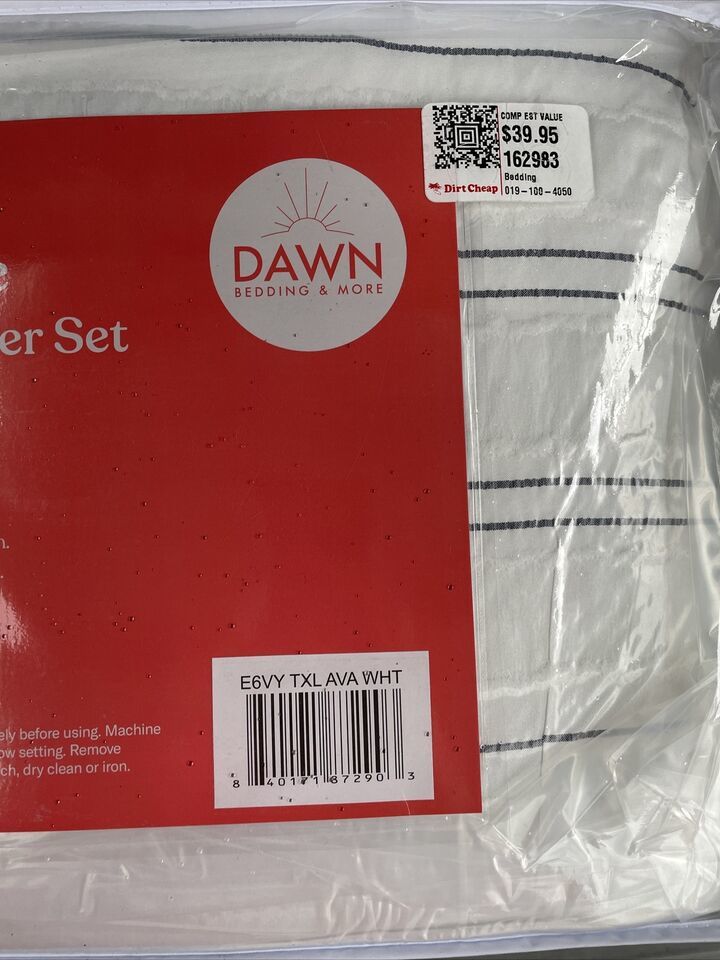 COMP EST VALUE
$39.95
162983
Bedding
Dirt Cheap
019-100-4050
DAWN
BEDDING & MORE
er Set
n.
ely before using. Machine
ow setting. Remove
ch, dry clean or iron.
E6VY TXL AVA WHT
8 40171 87290 3